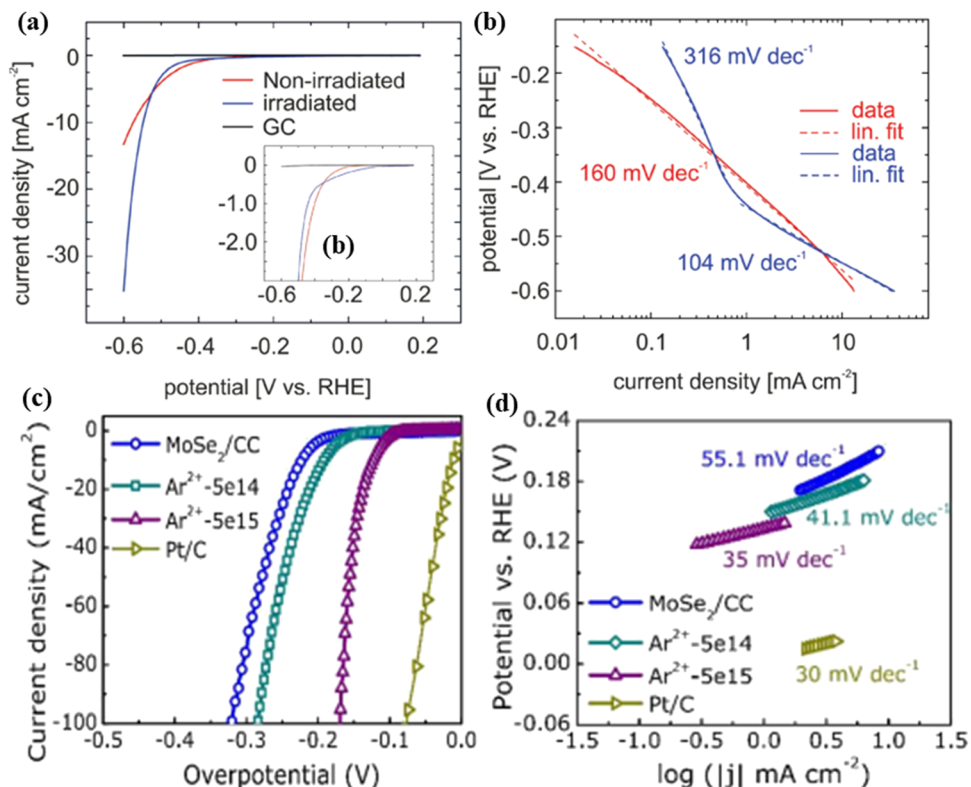 (a)
current density [mA cm-2]
0
-5
-10
-15
-20
-25
-30
Non-irradiated
irradiated
GC
0
-1.0
-2.0
(b)
-0.6
-0.2
0.2
-0.6
-0.4
-0.2
0.0
0.2
potential [V vs. RHE]
(b)
potential [V vs. RHE]
-0.2
-0.3
-0.4
-0.5
-0.6
316 mV dec-1
160 mV dec-1
104 mV dec-1
data
lin. fit
data
lin. fit
0.01
0.1
1
10
current density [mA cm-2]
(c)
Current density (mA/cm2)
0
-20
-40
-60
-80
-100
MoSe2/CC
Ar2+-5e14
Ar2+-5e15
Pt/C
-0.5
-0.4
-0.3
-0.2
-0.1
0.0
Overpotential (V)
(d)
Potential vs. RHE (V)
0.24
0.18
0.12
0.06
0.00
-0.06
55.1 mV dec-1
41.1 mV dec-1
35 mV dec-1
30 mV dec-1
MoSe2/CC
Ar2+-5e14
Ar2+-5e15
Pt/C
-1.5
-1.0
-0.5
0.0
0.5
1.0
1.5
log (|j| mA cm-2)